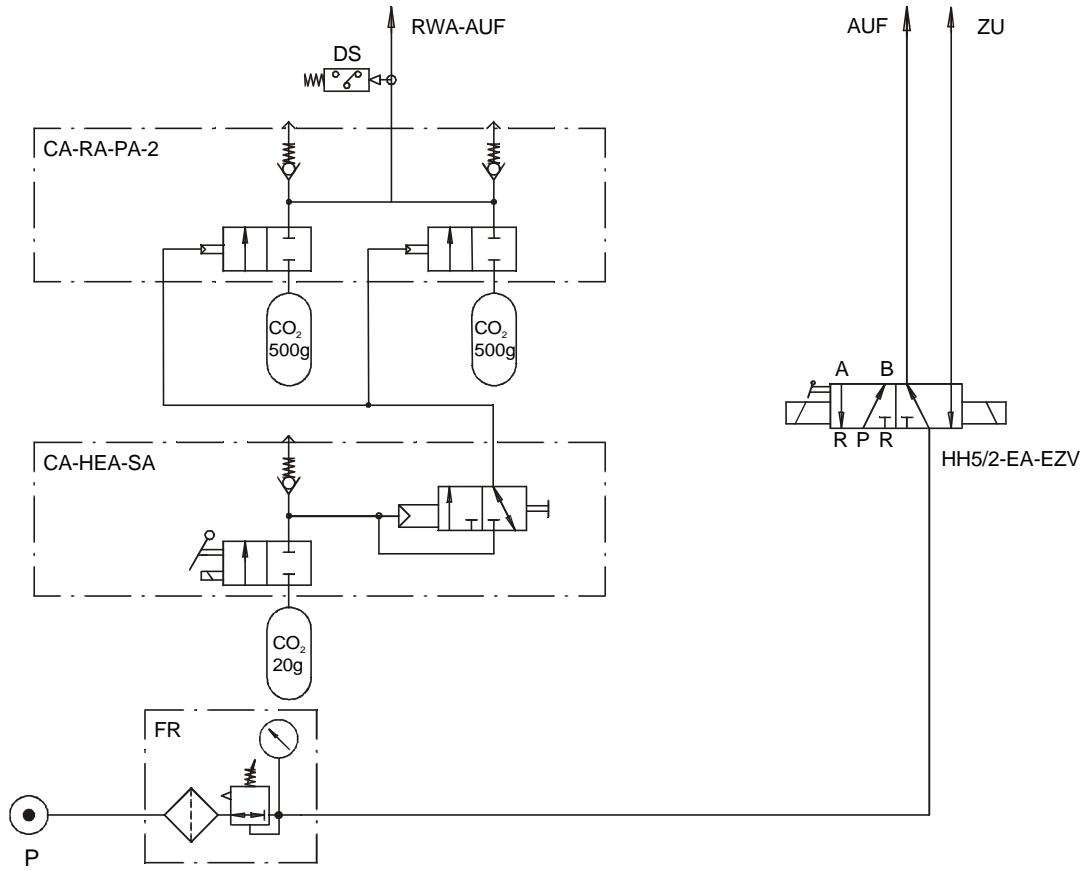 RWA-AUF
AUF
ZU
DS
CA-RA-PA-2
CO2
500g
CO2
500g
A B
R P R
HH5/2-EA-EZV
CA-HEA-SA
CO2
20g
FR
P